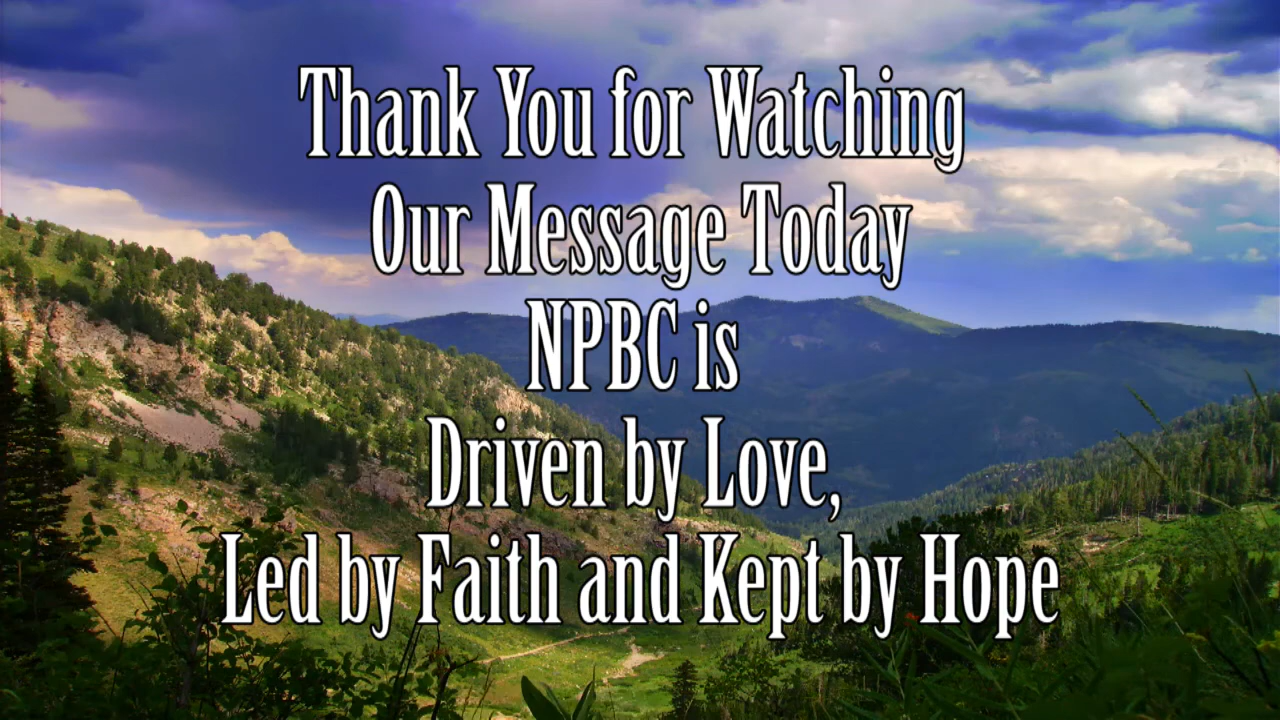 Thank You for Watching
Our Message Today
NPBC is
Driven by Love,
Led by Faith and Kept by Hope